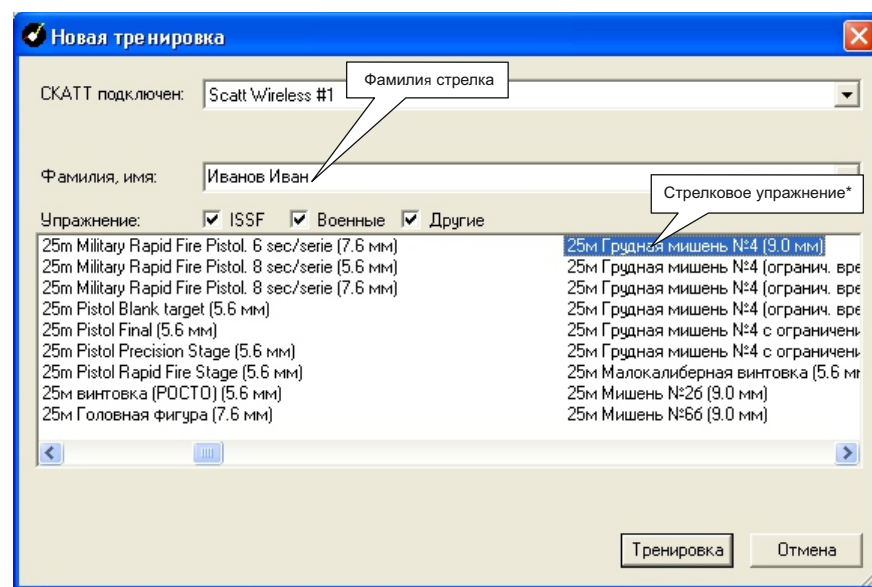 Новая тренировка
СКАТТ подключен: Scatt Wireless #1
Фамилия стрелка
Фамилия, имя: Иванов Иван
Стрелковое упражнение*
Упражнение: ISSF Военные Другие
25m Military Rapid Fire Pistol. 6 sec/serie (7.6 мм)
25m Military Rapid Fire Pistol. 8 sec/serie (5.6 мм)
25m Military Rapid Fire Pistol. 8 sec/serie (7.6 мм)
25m Pistol Blank target (5.6 мм)
25m Pistol Final (5.6 мм)
25m Pistol Precision Stage (5.6 мм)
25m Pistol Rapid Fire Stage (5.6 мм)
25м винтовка (РОСТО) (5.6 мм)
25м Головная фигура (7.6 мм)
25м Грудная мишень №4 (9.0 мм)
25м Грудная мишень №4 (огранич. вре
25м Грудная мишень №4 (огранич. вре
25м Грудная мишень №4 (огранич. вре
25м Грудная мишень №4 с ограничени
25м Грудная мишень №4 с ограничени
25м Малокалиберная винтовка (5.6 мм
25м Мишень №2б (9.0 мм)
25м Мишень №6б (9.0 мм)
Тренировка Отмена